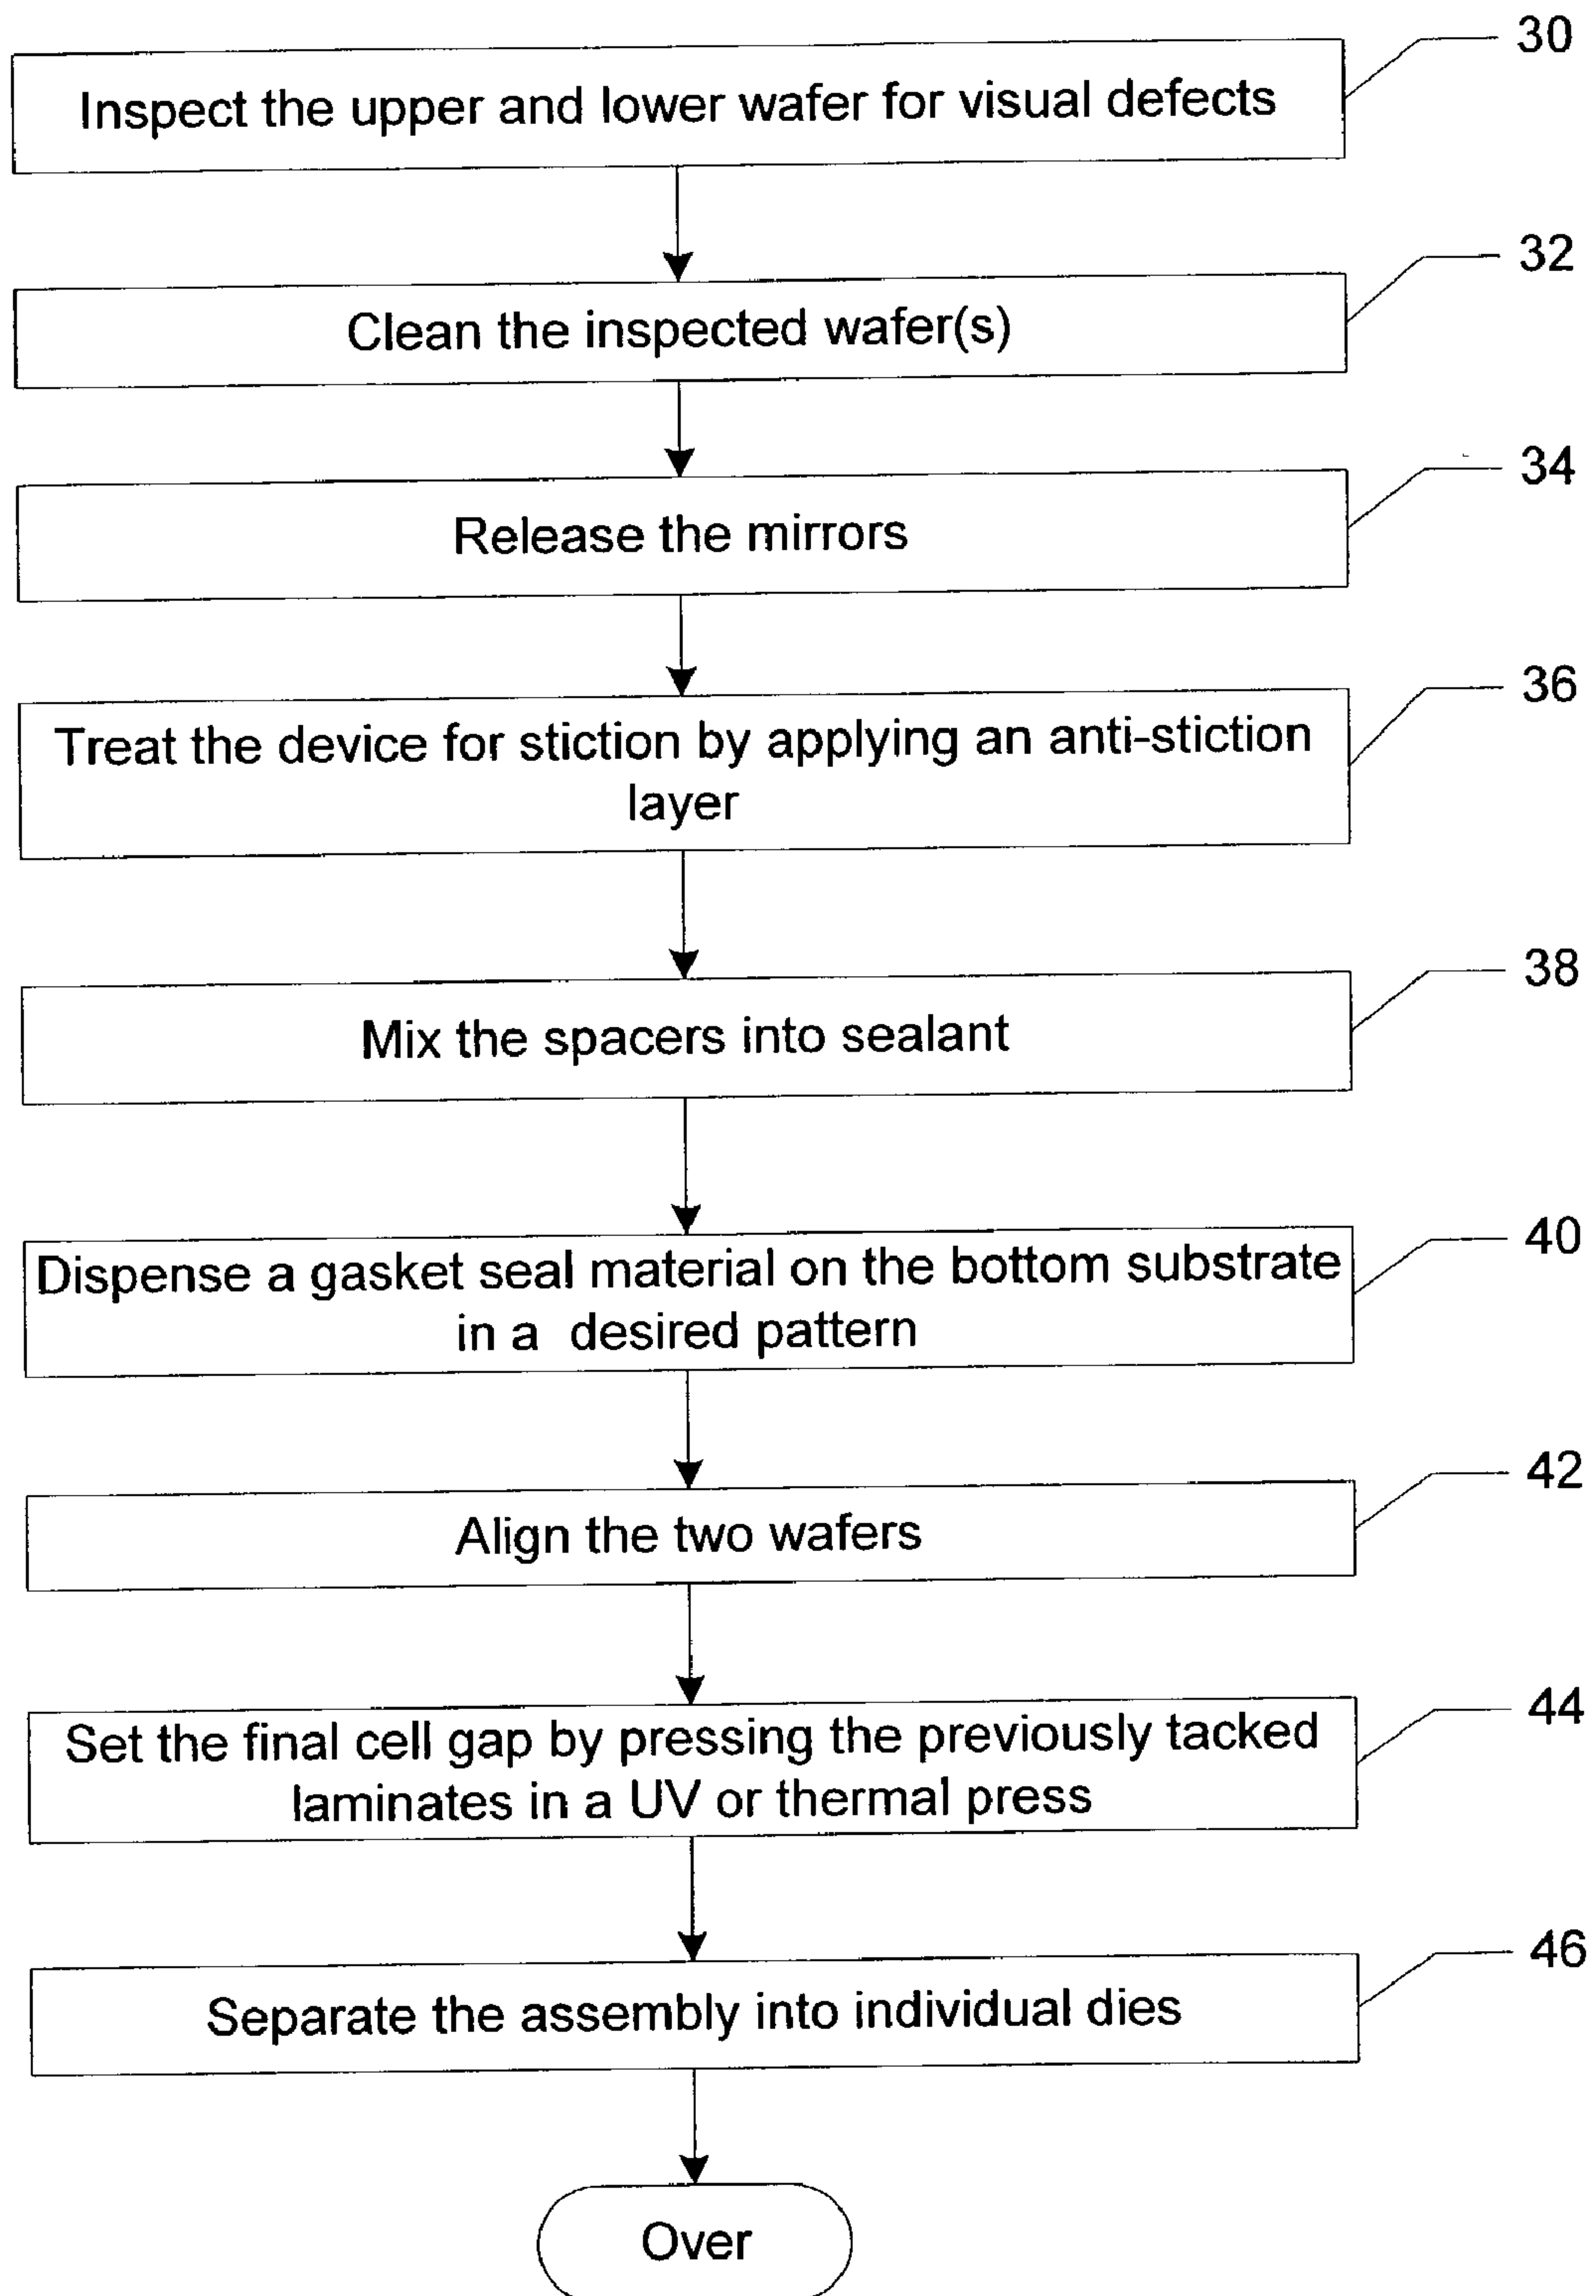 30
Inspect the upper and lower wafer for visual defects
32
Clean the inspected wafer(s)
34
Release the mirrors
36
Treat the device for stiction by applying an anti-stiction
layer
38
Mix the spacers into sealant
40
Dispense a gasket seal material on the bottom substrate
in a desired pattern
42
Align the two wafers
44
Set the final cell gap by pressing the previously tacked
laminates in a UV or thermal press
46
Separate the assembly into individual dies
Over